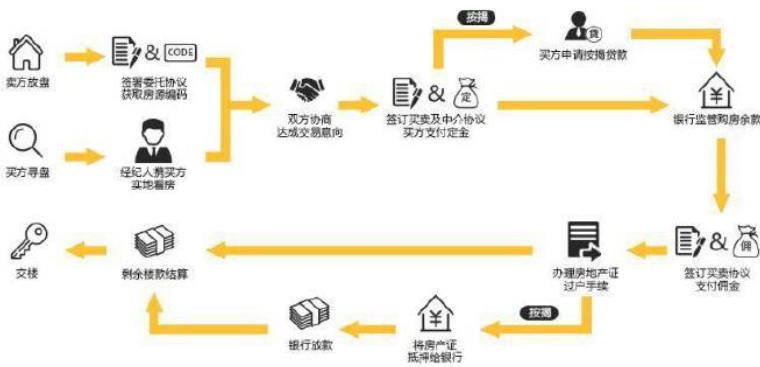 卖方放盘
&
CODE
签署委托协议
获取房源编码
买方寻盘
经纪人携买方
实地看房
双方协商
达成交易意向
&
定
签订买卖及中介协议
买方支付定金
按揭
貸
买方申请按揭贷款
¥
银行监管购房余款
&
佣
签订买卖协议
支付佣金
办理房地产证
过户手续
按揭
¥
将房产证
抵押给银行
银行放款
剩余楼款结算
交楼